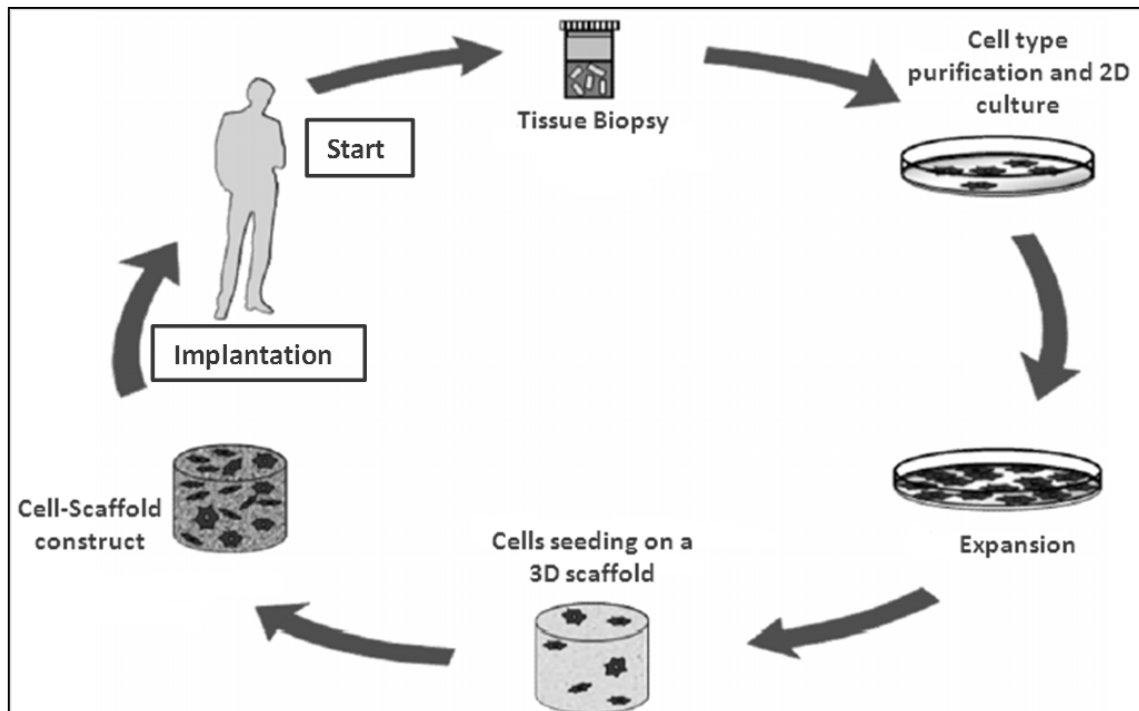 Start
Tissue Biopsy
Cell type
purification and 2D
culture
Expansion
Cells seeding on a
3D scaffold
Cell-Scaffold
construct
Implantation